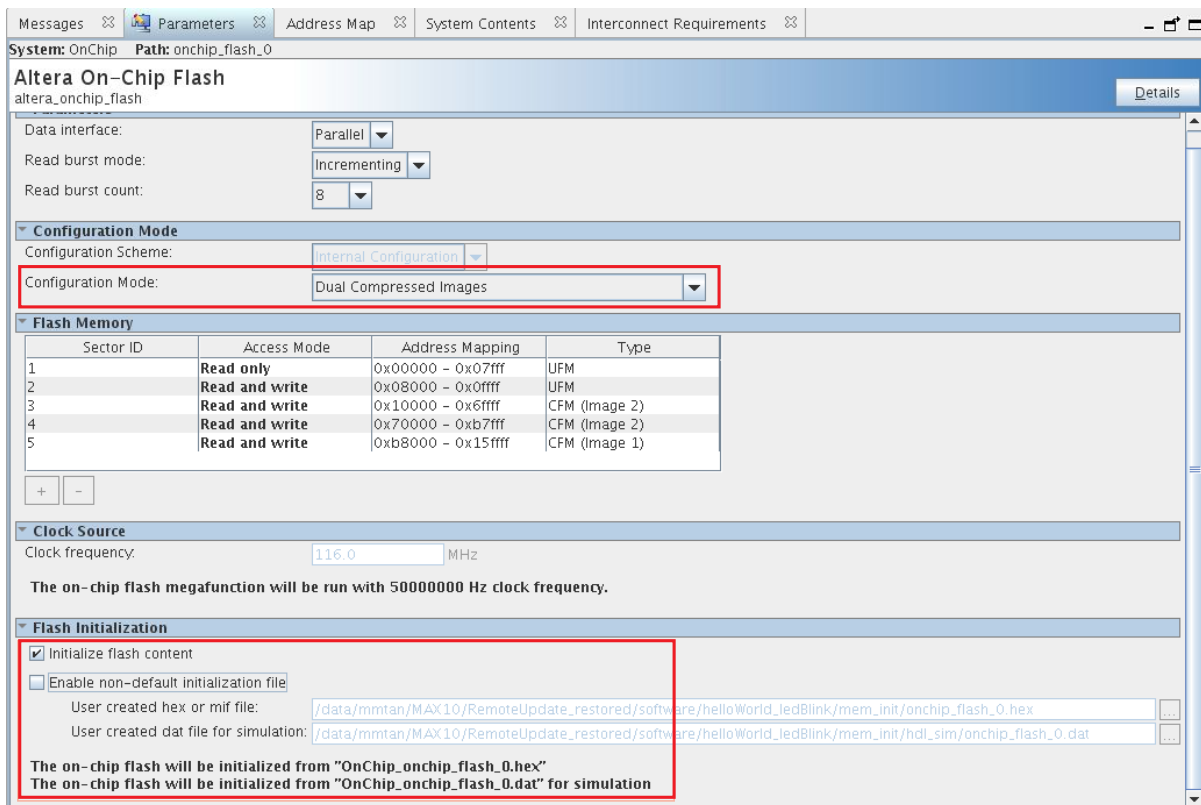 Messages Parameters Address Map System Contents Interconnect Requirements
System: OnChip Path: onchip_flash_0
Altera On-Chip Flash
altera_onchip_flash
Details
Parameters
Data interface: Parallel
Read burst mode: Incrementing
Read burst count: 8
Configuration Mode
Configuration Scheme: Internal Configuration
Configuration Mode: Dual Compressed Images
Flash Memory
Sector ID Access Mode Address Mapping Type
1 Read only 0x00000 - 0x07fff UFM
2 Read and write 0x08000 - 0x0ffff UFM
3 Read and write 0x10000 - 0x6ffff CFM (Image 2)
4 Read and write 0x70000 - 0xb7fff CFM (Image 2)
5 Read and write 0xb8000 - 0x15ffff CFM (Image 1)
+ -
Clock Source
Clock frequency: 116.0 MHz
The on-chip flash megafunction will be run with 50000000 Hz clock frequency.
Flash Initialization
Initialize flash content
Enable non-default initialization file
User created hex or mif file: /data/mmtan/MAX10/RemoteUpdate_restored/software/helloWorld_ledBlink/mem_init/onchip_flash_0.hex ...
User created dat file for simulation: /data/mmtan/MAX10/RemoteUpdate_restored/software/helloWorld_ledBlink/mem_init/hdl_sim/onchip_flash_0.dat ...
The on-chip flash will be initialized from "OnChip_onchip_flash_0.hex"
The on-chip flash will be initialized from "OnChip_onchip_flash_0.dat" for simulation